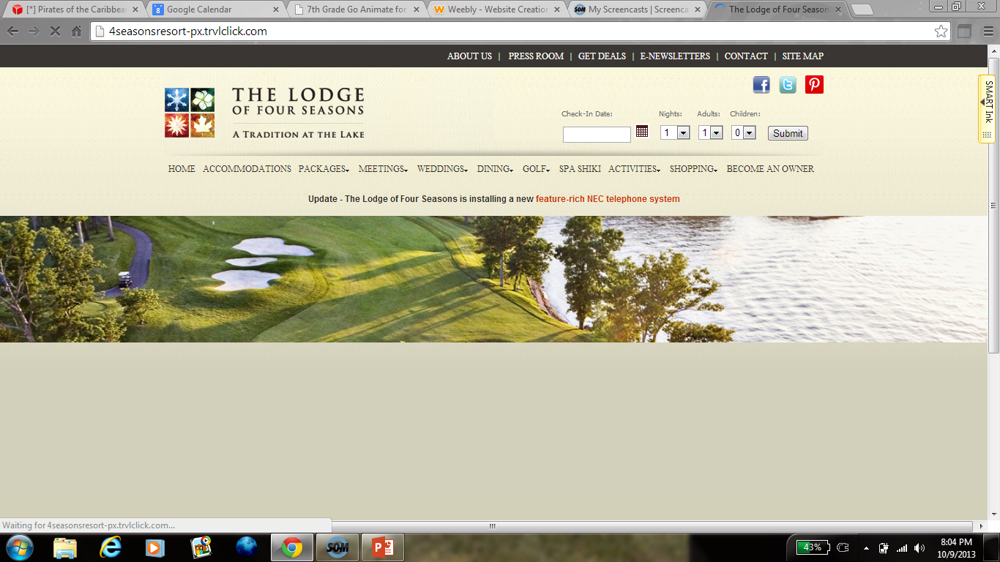 [*] Pirates of the Caribbean
8 Google Calendar
7th Grade Go Animate for
Weebly - Website Creation
SOM My Screencasts | Screenca
The Lodge of Four Season
4seasonsresort-px.trvlclick.com
ABOUT US | PRESS ROOM | GET DEALS | E-NEWSLETTERS | CONTACT | SITE MAP
THE LODGE
OF FOUR SEASONS
A TRADITION AT THE LAKE
Check-In Date: Nights: Adults: Children:
1 1 0 Submit
SMART Ink
HOME ACCOMMODATIONS PACKAGES MEETINGS WEDDINGS DINING GOLF SPA SHIKI ACTIVITIES SHOPPING BECOME AN OWNER
Update - The Lodge of Four Seasons is installing a new feature-rich NEC telephone system
Waiting for 4seasonsresort-px.trvlclick.com...
SOM
43%
8:04 PM
10/9/2013